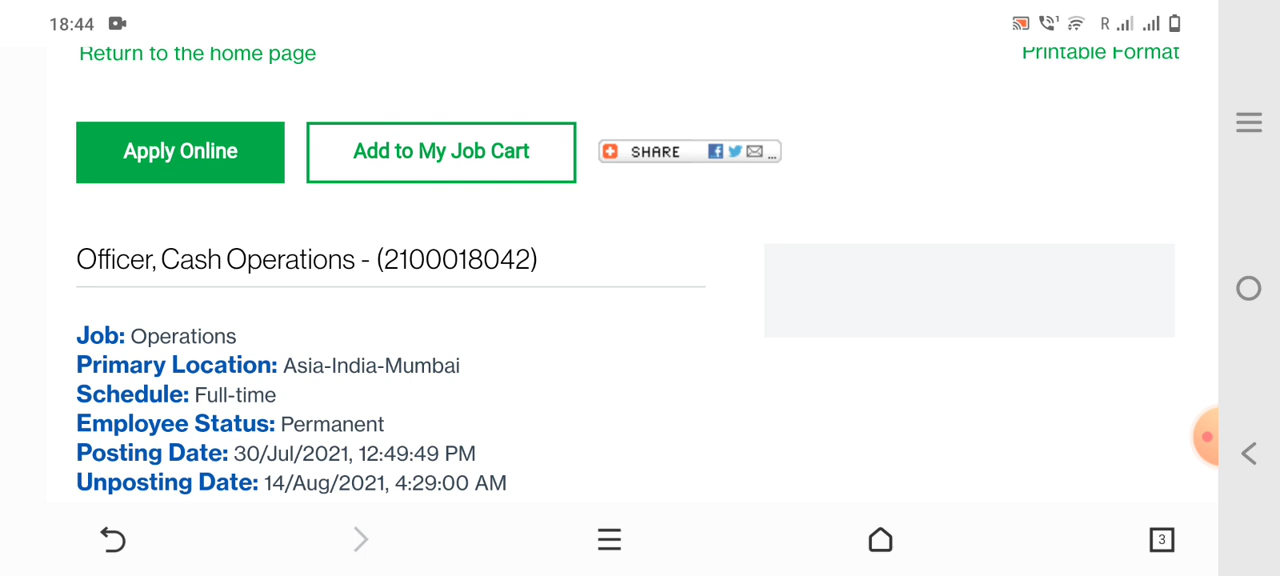 18:44
R
Return to the home page
Printable Format
Apply Online
Add to My Job Cart
SHARE
...
Officer, Cash Operations - (2100018042)
Job: Operations
Primary Location: Asia-India-Mumbai
Schedule: Full-time
Employee Status: Permanent
Posting Date: 30/Jul/2021, 12:49:49 PM
Unposting Date: 14/Aug/2021, 4:29:00 AM
3